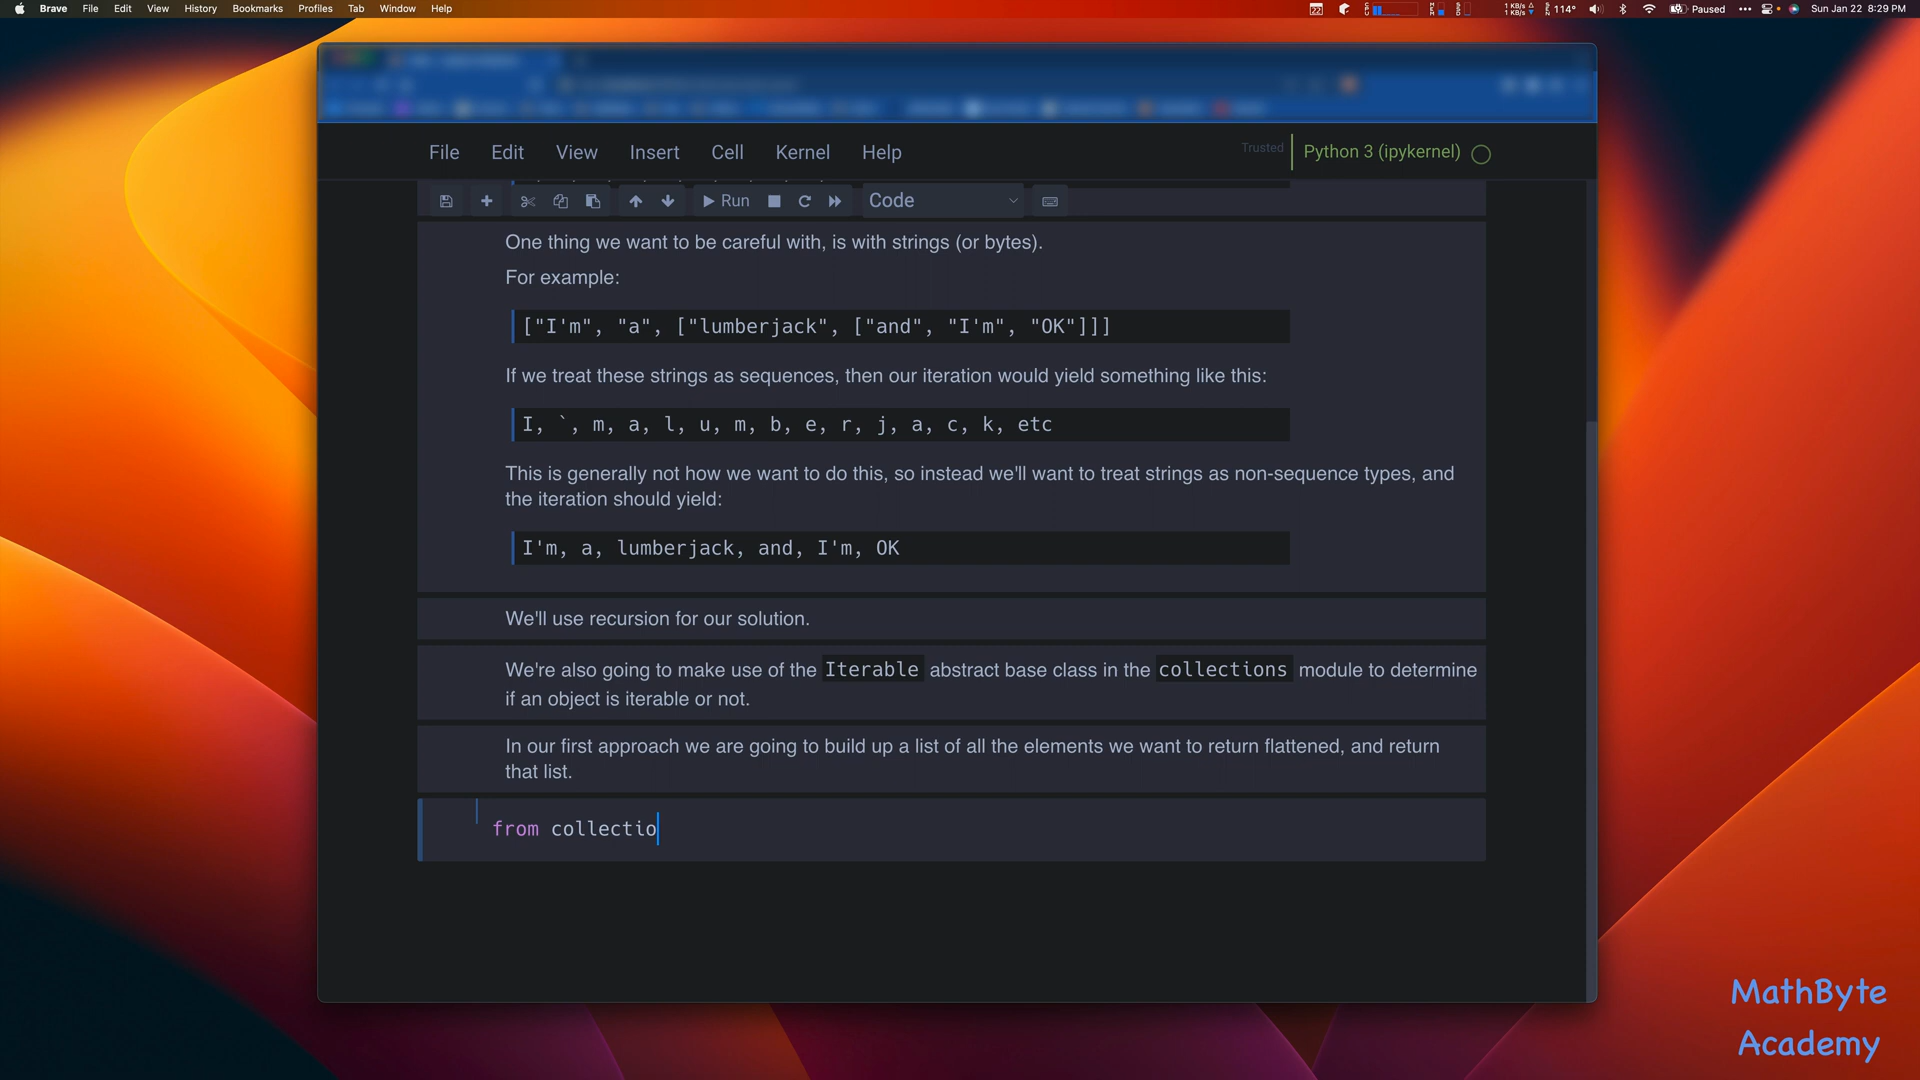 Brave File Edit View History Bookmarks Profiles Tab Window Help
22 1 KB/s 1 KB/s 114° Paused Sun Jan 22 8:29 PM
File Edit View Insert Cell Kernel Help Trusted Python 3 (ipykernel)
Run Code
One thing we want to be careful with, is with strings (or bytes).
For example:
["I'm", "a", ["lumberjack", ["and", "I'm", "OK"]]]
If we treat these strings as sequences, then our iteration would yield something like this:
I, `, m, a, l, u, m, b, e, r, j, a, c, k, etc
This is generally not how we want to do this, so instead we'll want to treat strings as non-sequence types, and
the iteration should yield:
I'm, a, lumberjack, and, I'm, OK
We'll use recursion for our solution.
We're also going to make use of the Iterable abstract base class in the collections module to determine
if an object is iterable or not.
In our first approach we are going to build up a list of all the elements we want to return flattened, and return
that list.
from collectio
MathByte
Academy